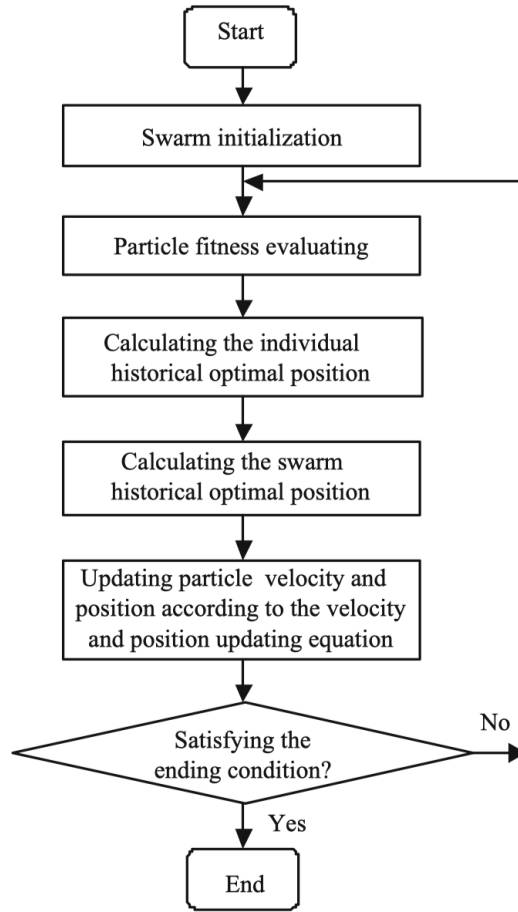 Start
Swarm initialization
Particle fitness evaluating
Calculating the individual
historical optimal position
Calculating the swarm
historical optimal position
Updating particle velocity and
position according to the velocity
and position updating equation
Satisfying the
ending condition?
No
Yes
End